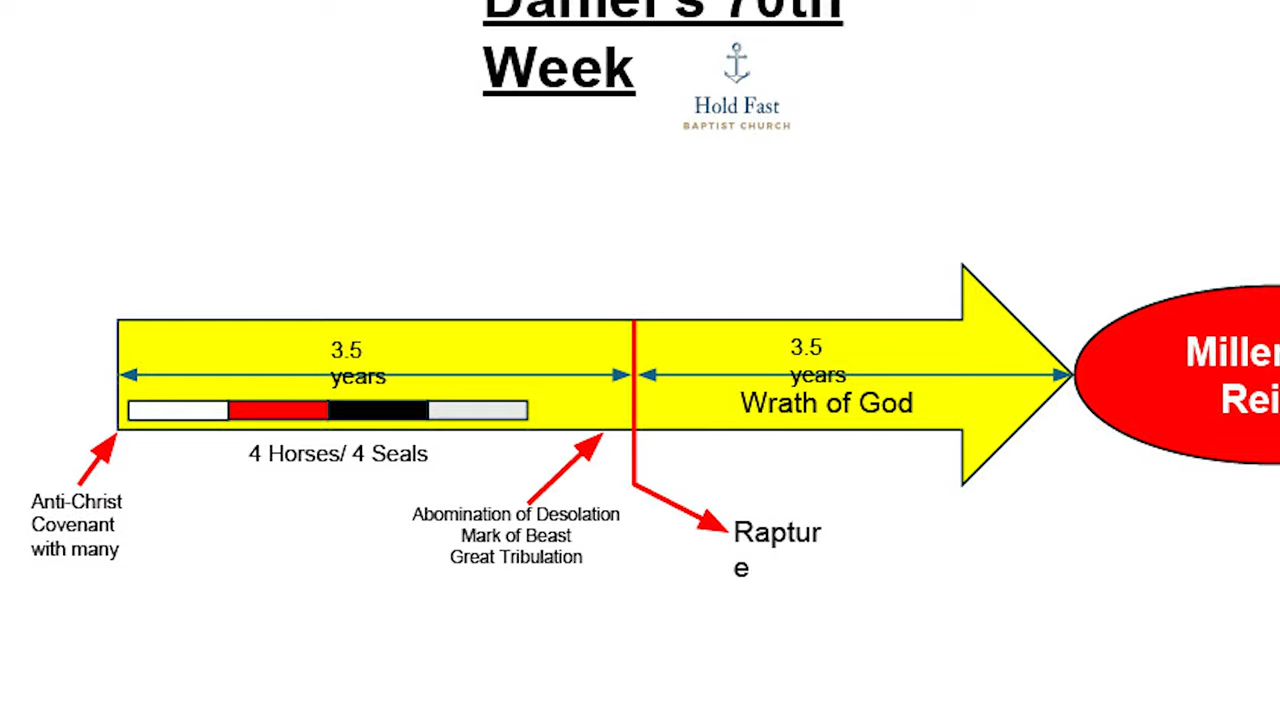 Daniel's 70th
Week
Hold Fast
BAPTIST CHURCH
3.5
years
3.5
years
Wrath of God
4 Horses/ 4 Seals
Anti-Christ
Covenant
with many
Abomination of Desolation
Mark of Beast
Great Tribulation
Raptur
e
Miller
Rei